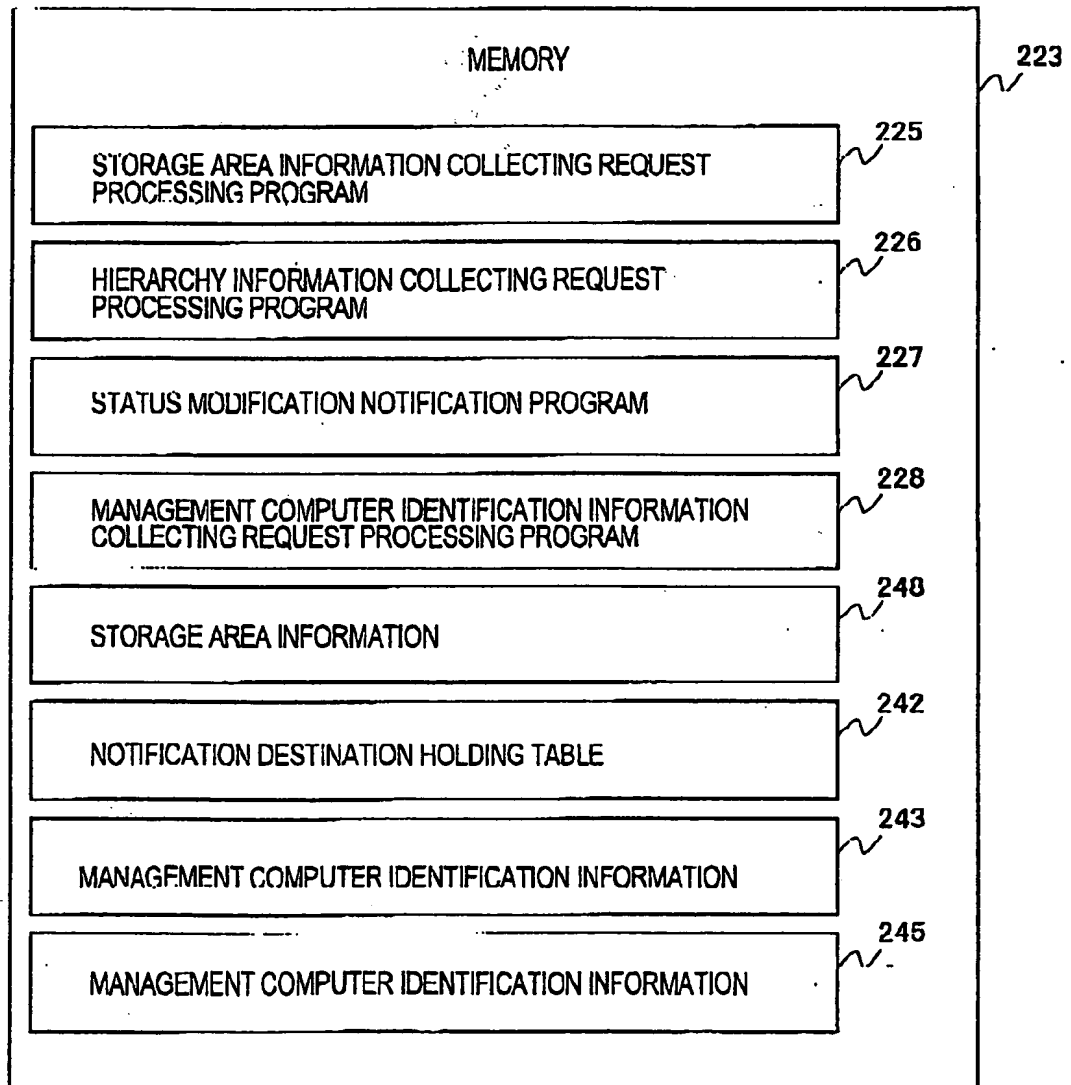 MEMORY
223
225
STORAGE AREA INFORMATION COLLECTING REQUEST
PROCESSING PROGRAM
226
HIERARCHY INFORMATION COLLECTING REQUEST
PROCESSING PROGRAM
227
STATUS MODIFICATION NOTIFICATION PROGRAM
228
MANAGEMENT COMPUTER IDENTIFICATION INFORMATION
COLLECTING REQUEST PROCESSING PROGRAM
248
STORAGE AREA INFORMATION
242
NOTIFICATION DESTINATION HOLDING TABLE
243
MANAGEMENT COMPUTER IDENTIFICATION INFORMATION
245
MANAGEMENT COMPUTER IDENTIFICATION INFORMATION